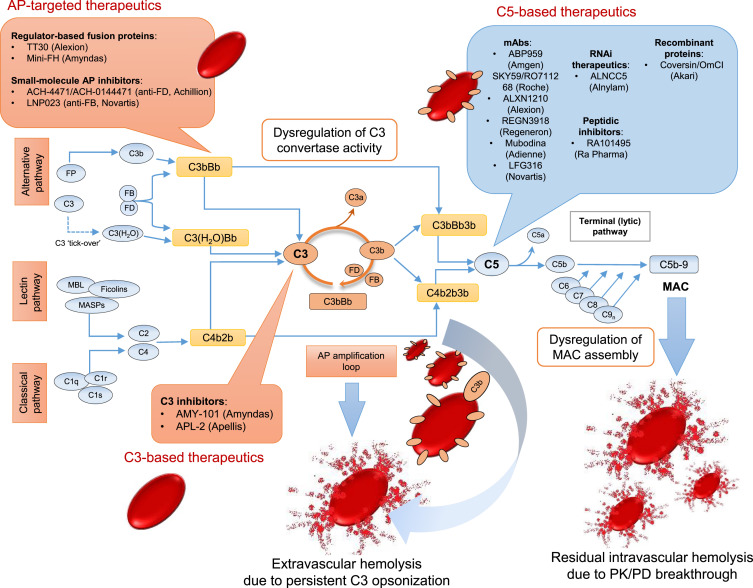 AP-targeted therapeutics
Regulator-based fusion proteins:
• TT30 (Alexion)
• Mini-FH (Amyndas)
Small-molecule AP inhibitors:
• ACH-4471/ACH-0144471 (anti-FD, Achillion)
• LNP023 (anti-FB, Novartis)
C5-based therapeutics
mAbs:
• ABP959
(Amgen)
SKY59/RO7112
68 (Roche)
• ALXN1210
(Alexion)
• REGN3918
(Regeneron)
• Mubodina
(Adienne)
• LFG316
(Novartis)
RNAi
therapeutics:
• ALNCC5
(Alnylam)
Peptidic
inhibitors:
• RA101495
(Ra Pharma)
Recombinant
proteins:
• Coversin/OmCI
(Akari)
Dysregulation of C3
convertase activity
Alternative
pathway
FP
C3b
C3bBb
FB
FD
C3
C3 'tick-over'
C3(H₂O)
C3(H₂O)Bb
C3a
C3
C3b
FD
FB
C3bBb
C3bBb3b
C4b2b3b
C5
C5a
C5b
Terminal (lytic)
pathway
C6
C7
C8
C9ₙ
C5b-9
MAC
Dysregulation of
MAC assembly
Lectin
pathway
MBL
Ficolins
MASPs
C2
C4
C4b2b
Classical
pathway
C1q
C1r
C1s
AP amplification
loop
C3b
C3 inhibitors:
• AMY-101 (Amyndas)
• APL-2 (Apellis)
C3-based therapeutics
Extravascular hemolysis
due to persistent C3 opsonization
Residual intravascular hemolysis
due to PK/PD breakthrough